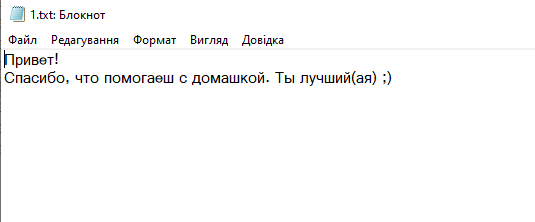 1.txt: Блокнот
Файл Редагування Формат Вигляд Довідка
Привет!
Спасибо, что помогаеш с домашкой. Ты лучший(ая) ;)